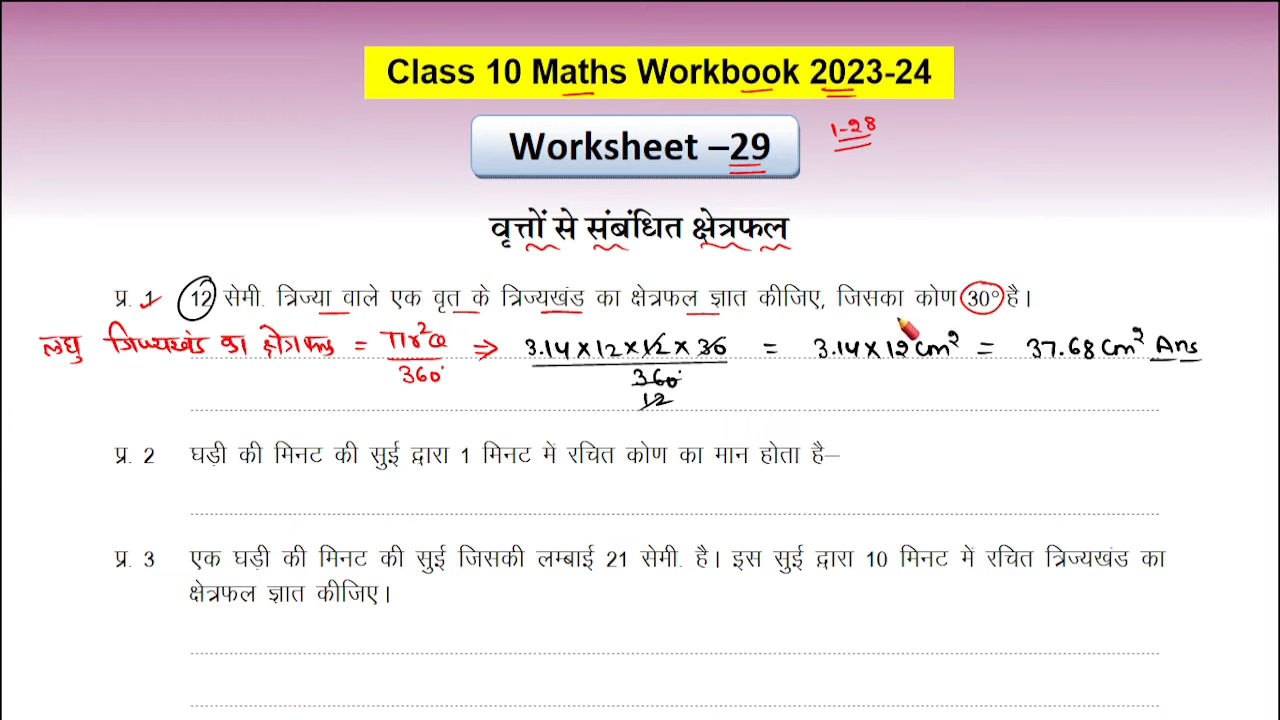 Class 10 Maths Workbook 2023-24
Worksheet –29
1-28
वृत्तों से संबंधित क्षेत्रफल
प्र. 1 12 सेमी. त्रिज्या वाले एक वृत के त्रिज्यखंड का क्षेत्रफल ज्ञात कीजिए, जिसका कोण 30° है।
लघु त्रिज्यखंड का क्षेत्रफल = πr²θ/360° ⇒ 3.14×12×12×30/360° = 3.14×12 cm² = 37.68 cm² Ans
12
प्र. 2 घड़ी की मिनट की सुई द्वारा 1 मिनट में रचित कोण का मान होता है–
प्र. 3 एक घड़ी की मिनट की सुई जिसकी लम्बाई 21 सेमी. है। इस सुई द्वारा 10 मिनट में रचित त्रिज्यखंड का
क्षेत्रफल ज्ञात कीजिए।